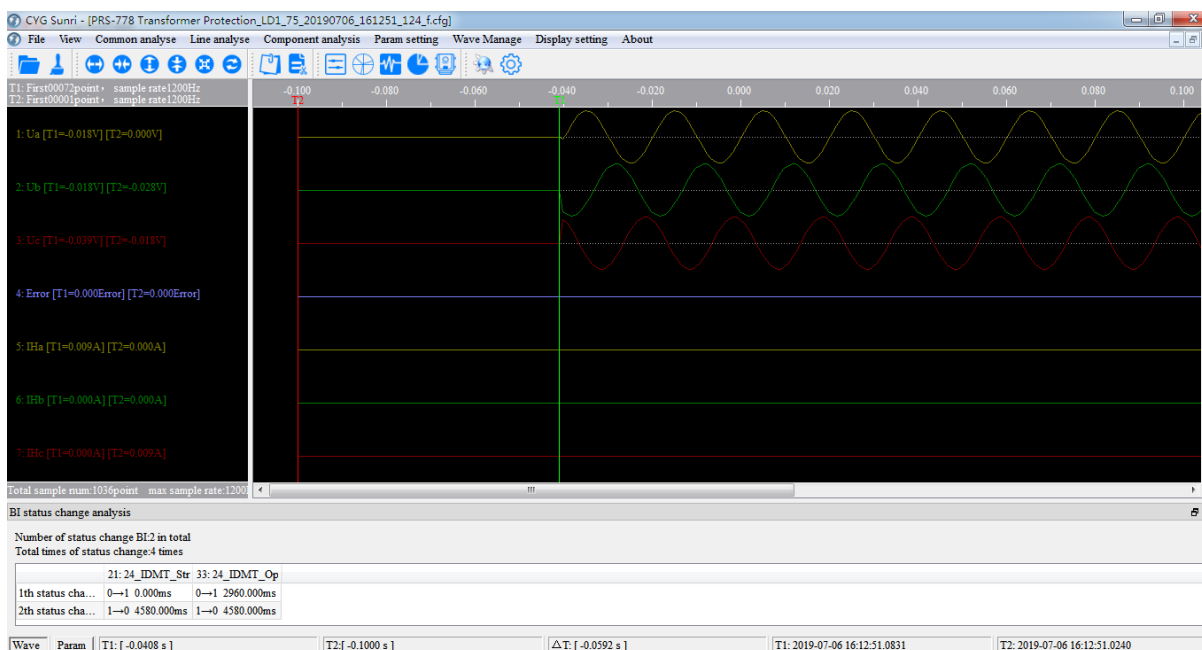 CYG Sunri - [PRS-778 Transformer Protection_LD1_75_20190706_161251_124_f.cfg]
File View Common analyse Line analyse Component analysis Param setting Wave Manage Display setting About
T1: First00072point, sample rate1200Hz
T2: First00001point, sample rate1200Hz
-0.100 -0.080 -0.060 -0.040 -0.020 0.000 0.020 0.040 0.060 0.080 0.100
T2
1: Ua [T1=-0.018V] [T2=0.000V]
2: Ub [T1=-0.018V] [T2=-0.028V]
3: Uc [T1=-0.039V] [T2=-0.018V]
4: Error [T1=0.000Error] [T2=0.000Error]
5: IHa [T1=0.009A] [T2=0.000A]
6: IHb [T1=0.000A] [T2=0.000A]
7: IHc [T1=0.000A] [T2=0.009A]
Total sample num:1036point max sample rate:1200
BI status change analysis
Number of status change BI:2 in total
Total times of status change:4 times
21: 24_IDMT_Str 33: 24_IDMT_Op
1th status cha... 0→1 0.000ms 0→1 2960.000ms
2th status cha... 1→0 4580.000ms 1→0 4580.000ms
Wave Param T1: [ -0.0408 s ] T2:[ -0.1000 s ] △T: [ -0.0592 s ] T1: 2019-07-06 16:12:51.0831 T2: 2019-07-06 16:12:51.0240